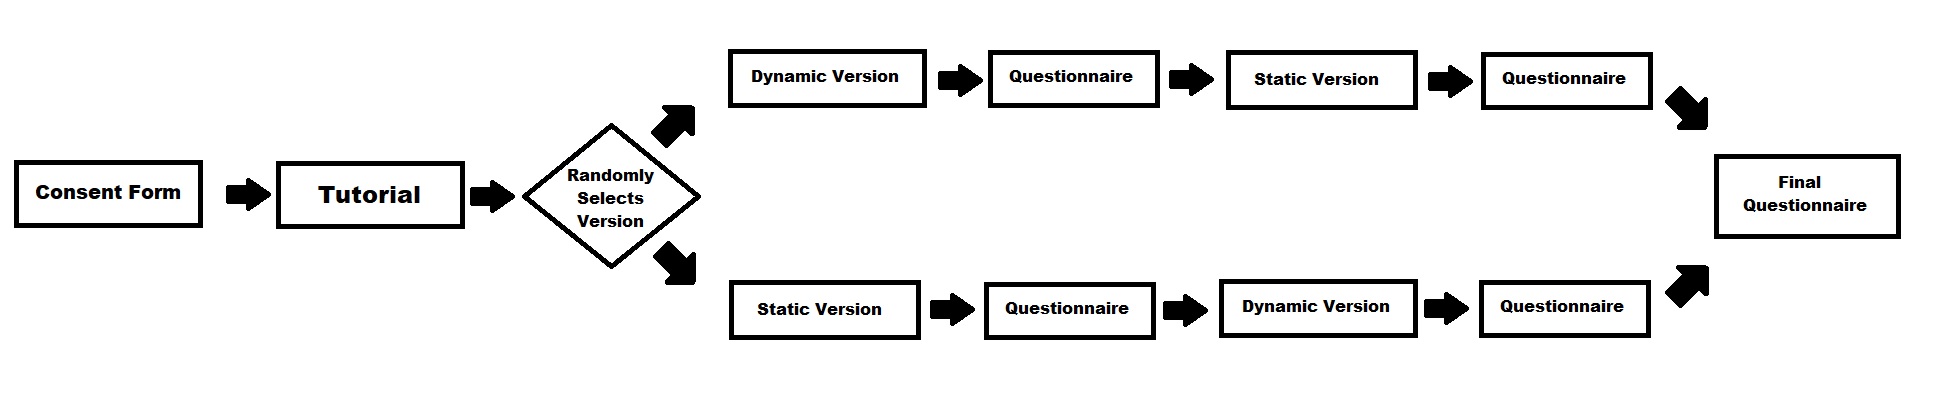 Consent Form
Tutorial
Randomly
Selects
Version
Dynamic Version
Questionnaire
Static Version
Questionnaire
Static Version
Questionnaire
Dynamic Version
Questionnaire
Final
Questionnaire